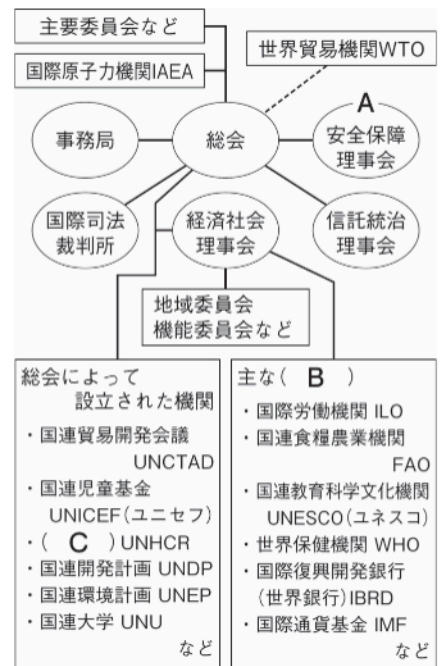 主要委員会など
国際原子力機関IAEA
世界貿易機関WTO
事務局
総会
A
安全保障
理事会
国際司法
裁判所
経済社会
理事会
信託統治
理事会
地域委員会
機能委員会など
総会によって
設立された機関
・国連貿易開発会議
UNCTAD
・国連児童基金
UNICEF(ユニセフ)
・( C )UNHCR
・国連開発計画 UNDP
・国連環境計画 UNEP
・国連大学 UNU
など
主な( B )
・国際労働機関 ILO
・国連食糧農業機関
FAO
・国連教育科学文化機関
UNESCO(ユネスコ)
・世界保健機関 WHO
・国際復興開発銀行
(世界銀行)IBRD
・国際通貨基金 IMF
など